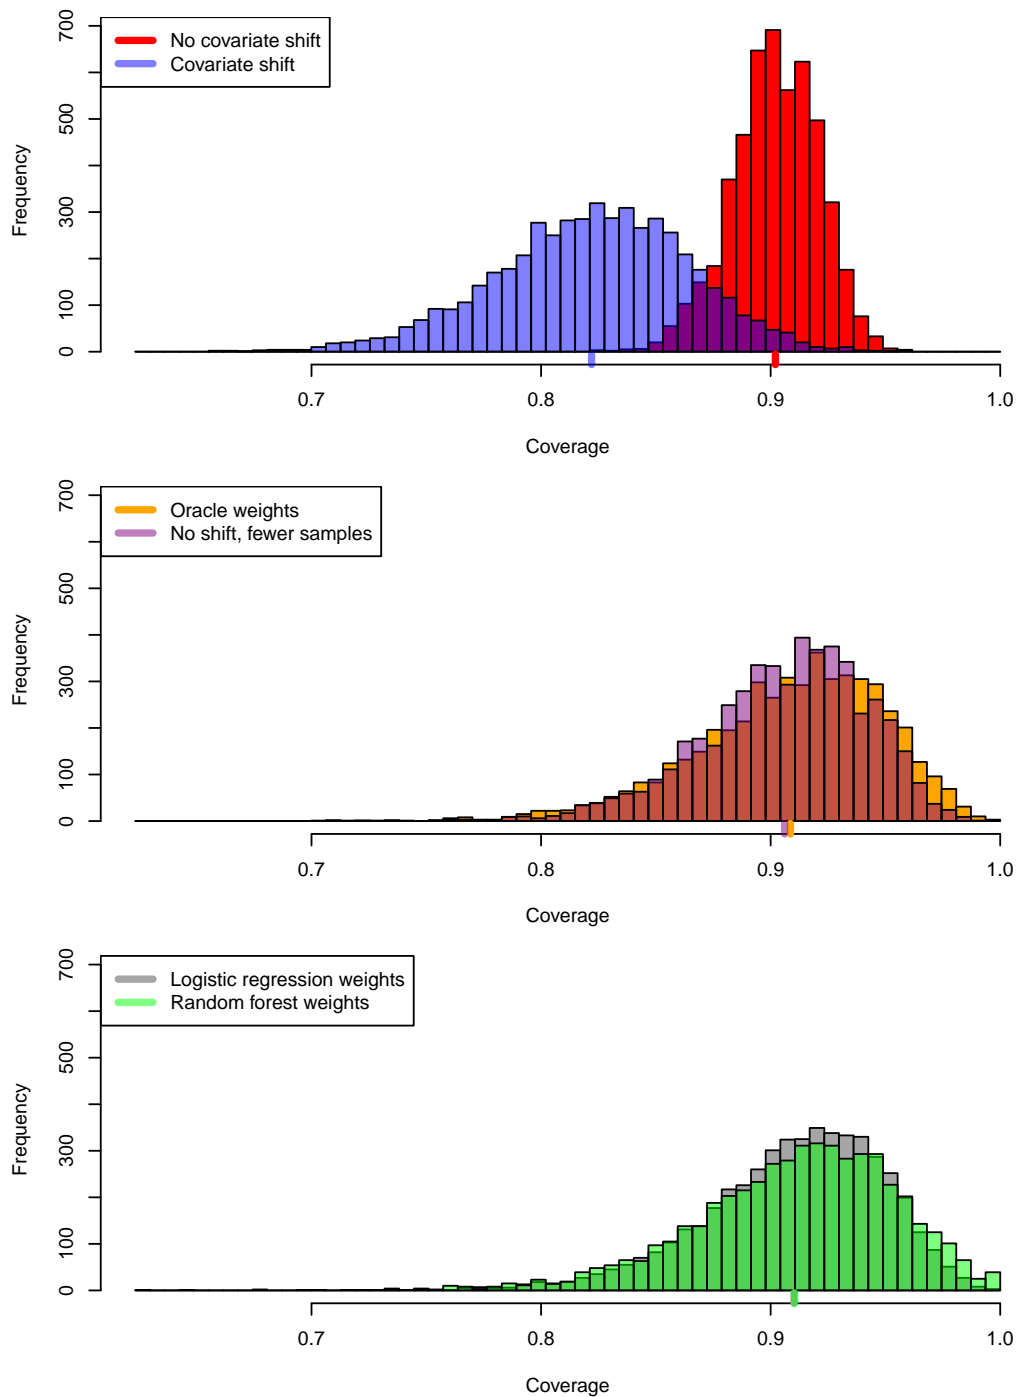 No covariate shift
Covariate shift
700
500
300
100
0
Frequency
0.7 0.8 0.9 1.0
Coverage
Oracle weights
No shift, fewer samples
700
500
300
100
0
Frequency
0.7 0.8 0.9 1.0
Coverage
Logistic regression weights
Random forest weights
700
500
300
100
0
Frequency
0.7 0.8 0.9 1.0
Coverage